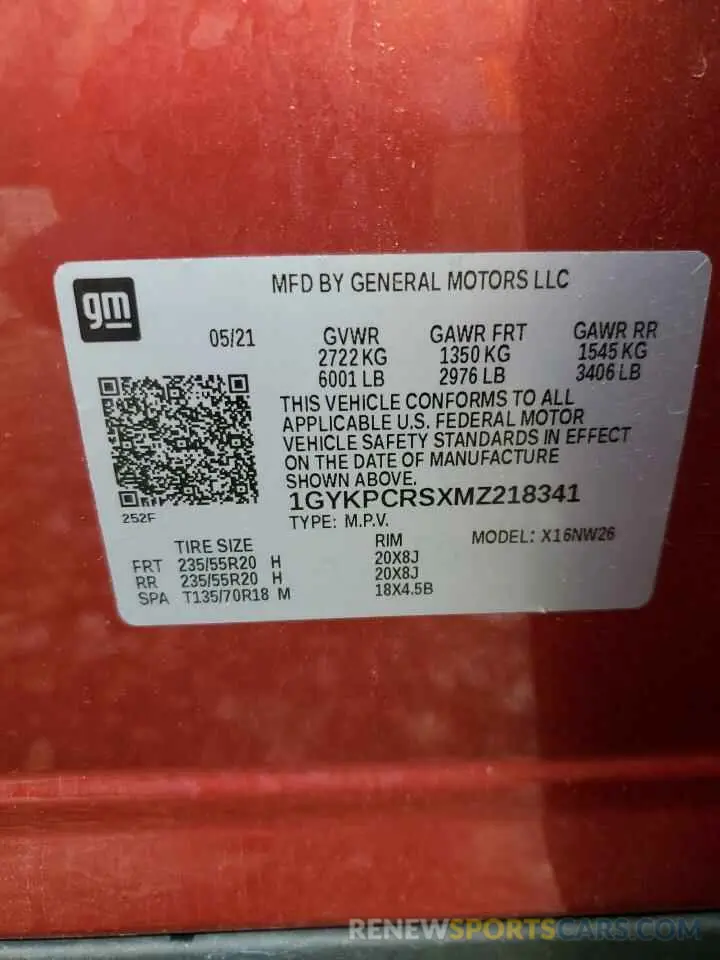 gm
MFD BY GENERAL MOTORS LLC
05/21 GVWR GAWR FRT GAWR RR
2722 KG 1350 KG 1545 KG
6001 LB 2976 LB 3406 LB
THIS VEHICLE CONFORMS TO ALL
APPLICABLE U.S. FEDERAL MOTOR
VEHICLE SAFETY STANDARDS IN EFFECT
ON THE DATE OF MANUFACTURE
SHOWN ABOVE.
1GYKPCRSXMZ218341
252F TYPE: M.P.V. MODEL: X16NW26
TIRE SIZE RIM
FRT 235/55R20 H 20X8J
RR 235/55R20 H 20X8J
SPA T135/70R18 M 18X4.5B
RENEWSPORTSCARS.COM